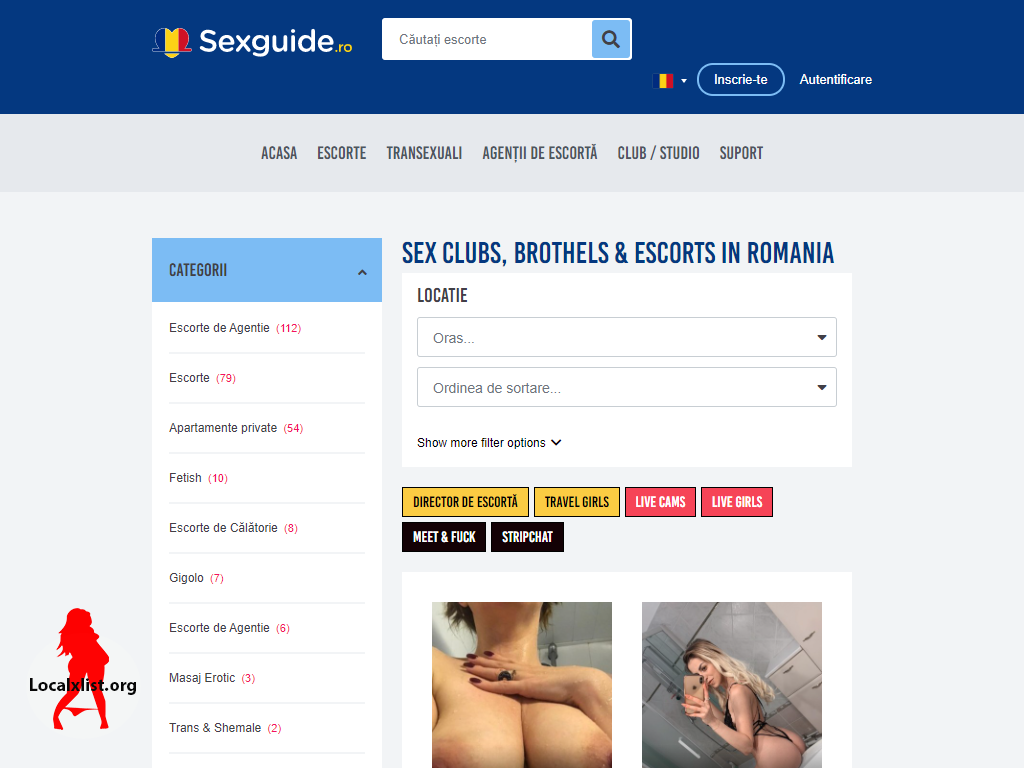 Sexguide.ro
Căutați escorte
Inscrie-te
Autentificare
ACASA ESCORTE TRANSEXUALI AGENȚII DE ESCORTĂ CLUB / STUDIO SUPORT
CATEGORII
Escorte de Agentie (112)
Escorte (79)
Apartamente private (54)
Fetish (10)
Escorte de Călătorie (8)
Gigolo (7)
Escorte de Agentie (6)
Masaj Erotic (3)
Trans & Shemale (2)
SEX CLUBS, BROTHELS & ESCORTS IN ROMANIA
LOCATIE
Oras...
Ordinea de sortare...
Show more filter options
DIRECTOR DE ESCORTĂ TRAVEL GIRLS LIVE CAMS LIVE GIRLS
MEET & FUCK STRIPCHAT
Localxlist.org